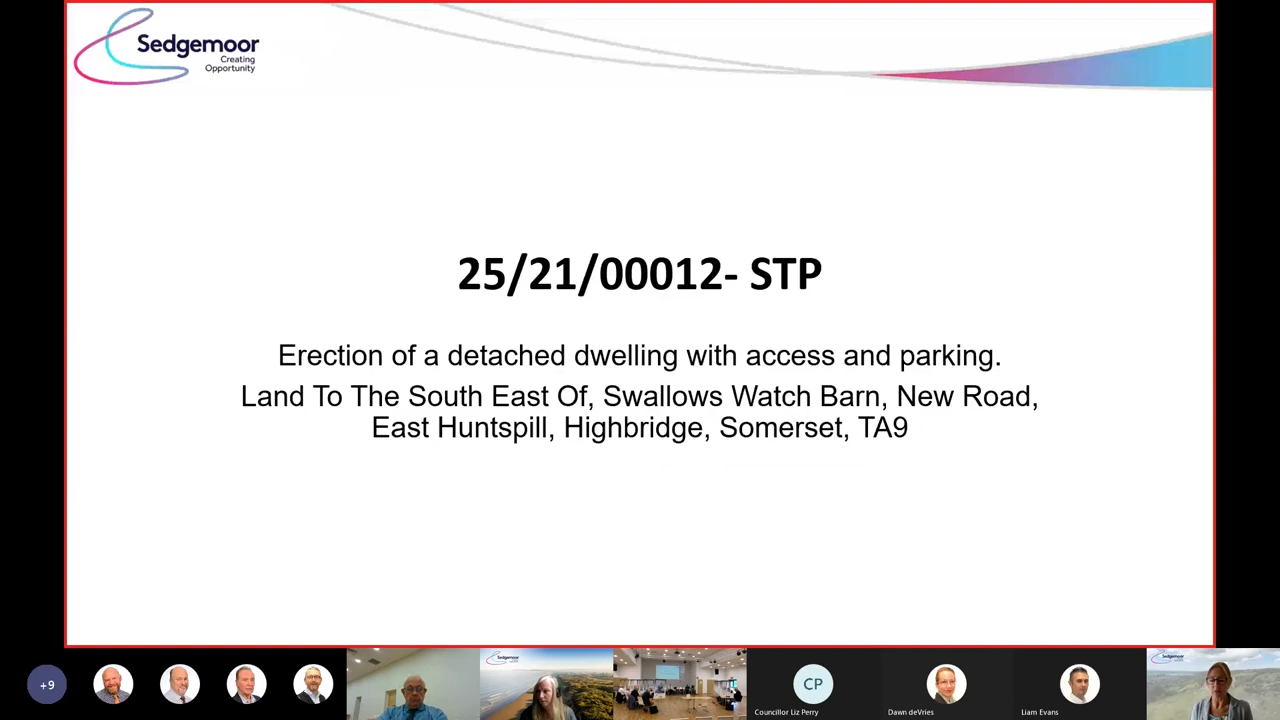 Sedgemoor
Creating
Opportunity
25/21/00012- STP
Erection of a detached dwelling with access and parking.
Land To The South East Of, Swallows Watch Barn, New Road,
East Huntspill, Highbridge, Somerset, TA9
+9
Sedgemoor
CP
Councillor Liz Perry
Dawn deVries
Liam Evans
Sedgemoor